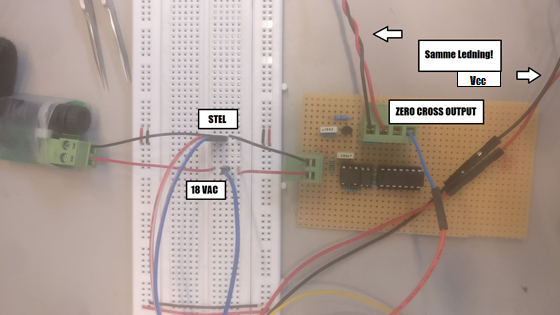 Samme Ledning!
Vcc
ZERO CROSS OUTPUT
STEL
18 VAC